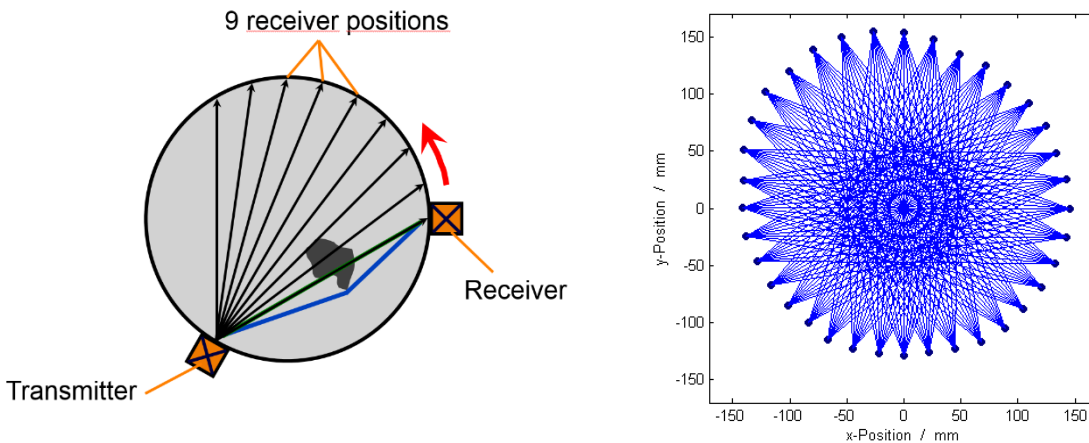 9 receiver positions
Receiver
Transmitter
150
100
50
0
-50
-100
-150
y-Position / mm
-150 -100 -50 0 50 100 150
x-Position / mm